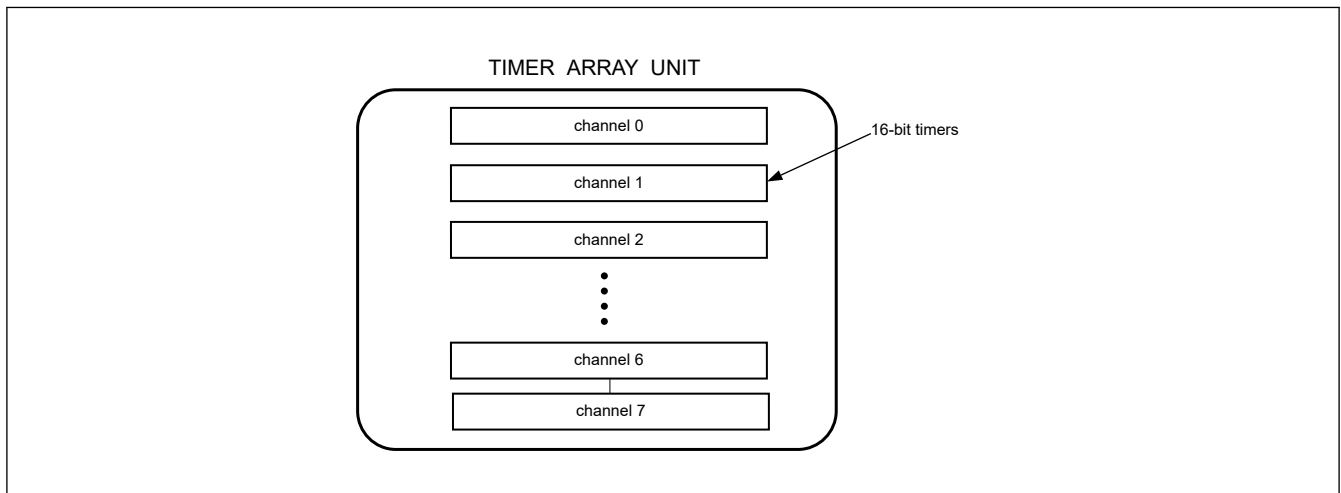 TIMER ARRAY UNIT
channel 0
16-bit timers
channel 1
channel 2
channel 6
channel 7